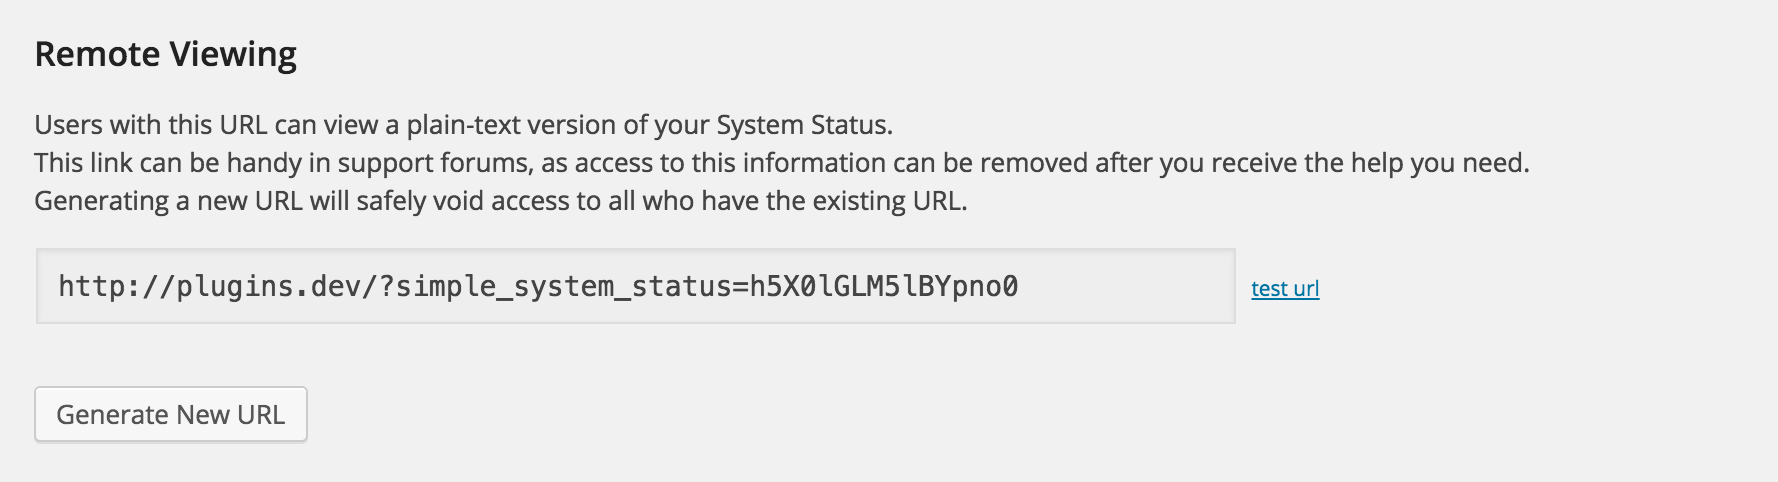 Remote Viewing
Users with this URL can view a plain-text version of your System Status.
This link can be handy in support forums, as access to this information can be removed after you receive the help you need.
Generating a new URL will safely void access to all who have the existing URL.
http://plugins.dev/?simple_system_status=h5X0lGLM5lBYpno0 test url
Generate New URL